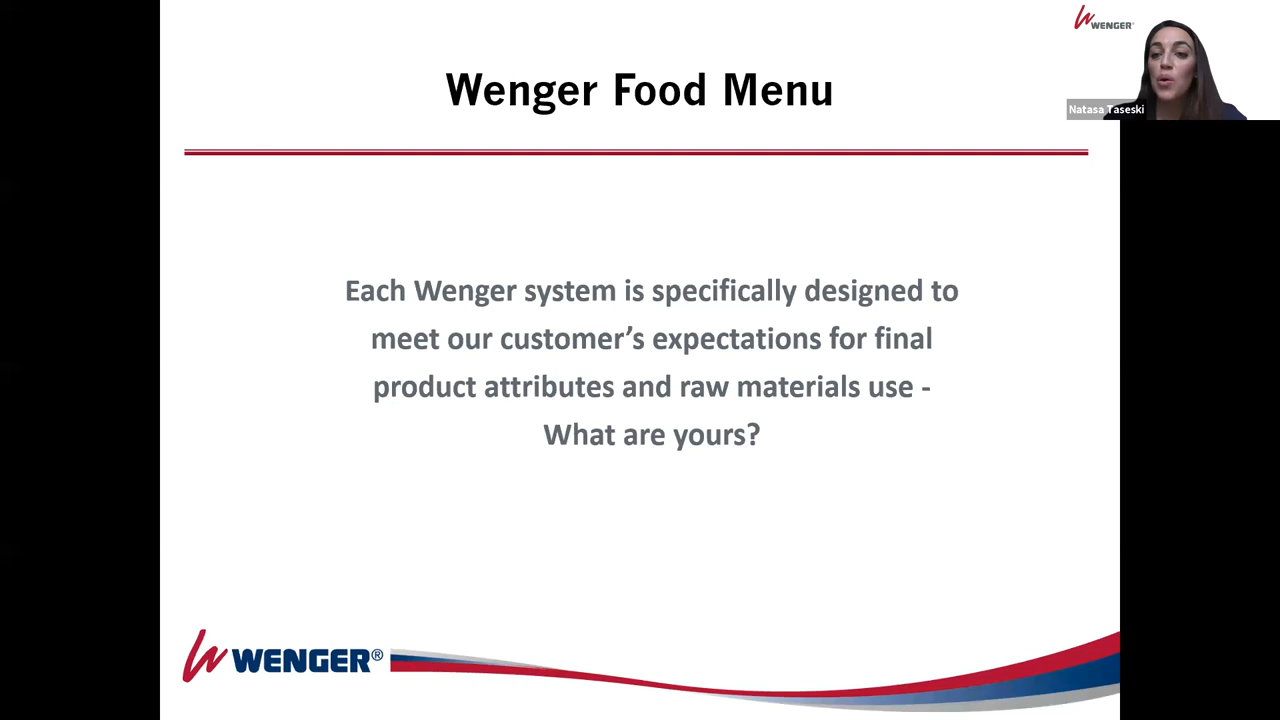 WENGER®
Natasa Taseski
Wenger Food Menu
Each Wenger system is specifically designed to
meet our customer’s expectations for final
product attributes and raw materials use -
What are yours?
WENGER®